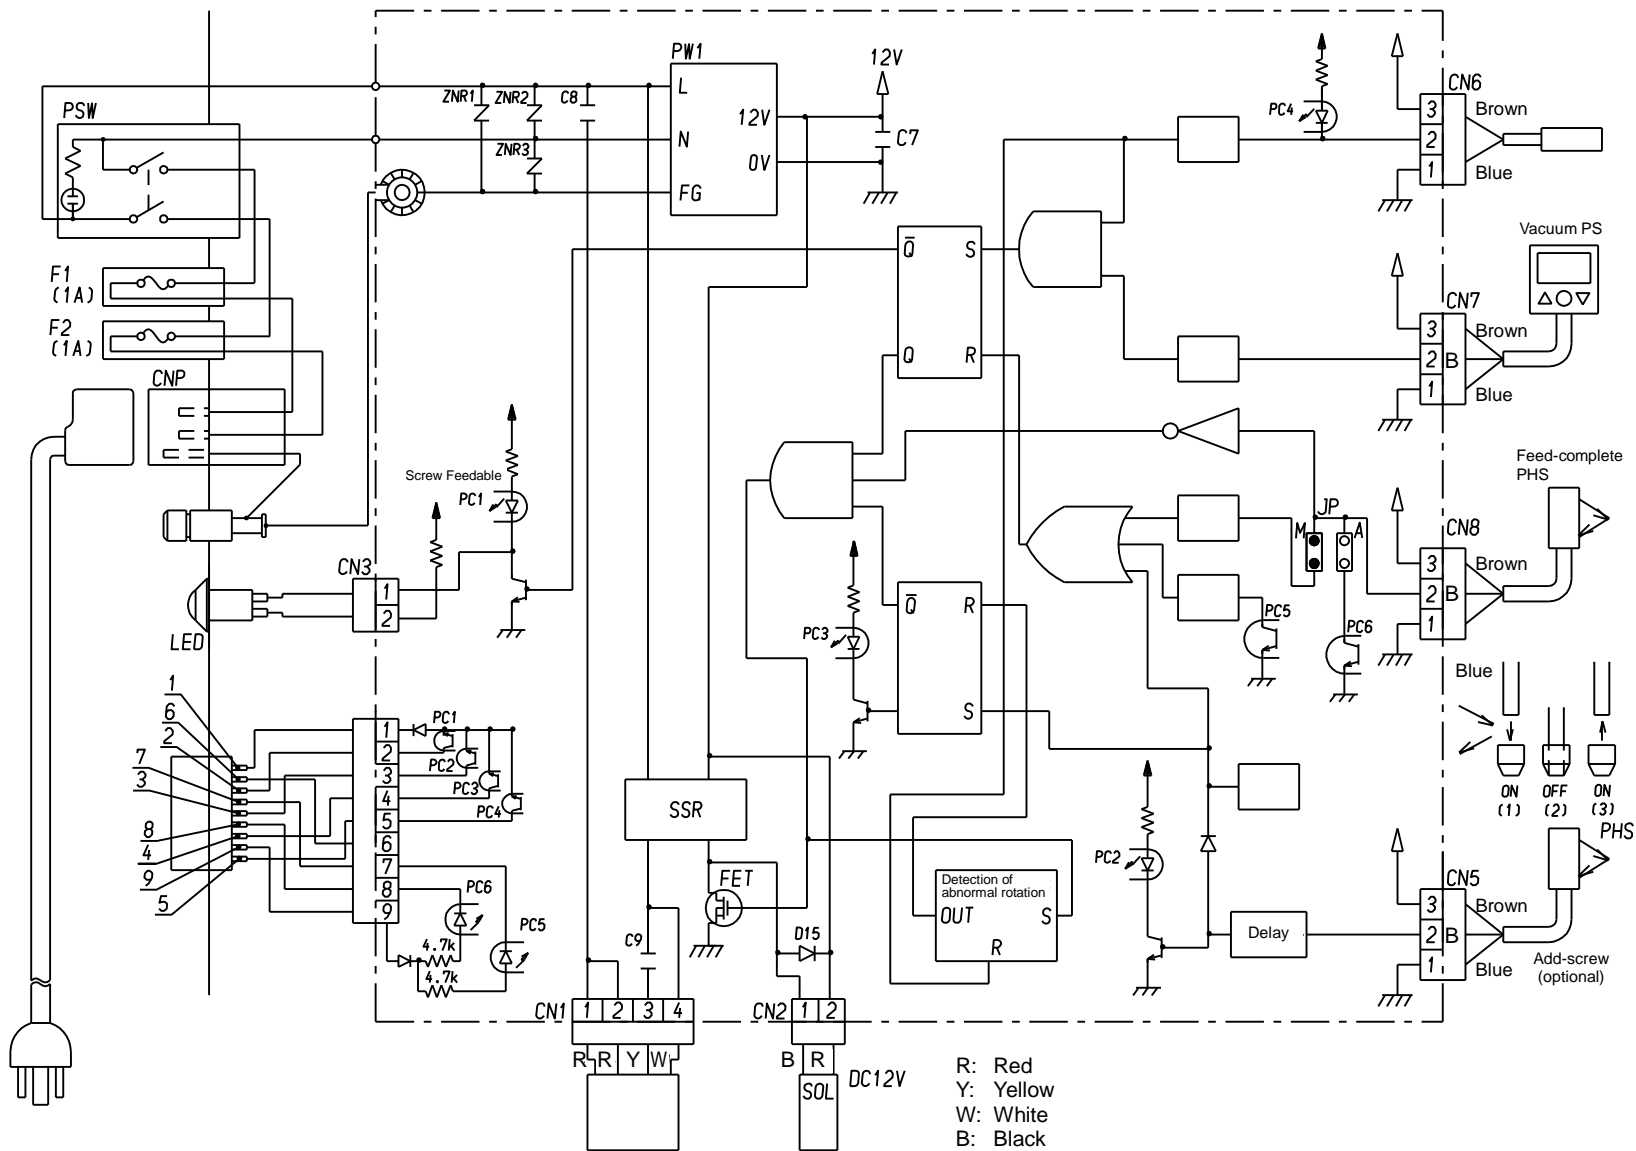 PSW
F1
(1A)
F2
(1A)
CNP
LED
CN3
1
2
Screw Feedable
PC1
ZNR1
ZNR2
ZNR3
C8
PW1
L
N
FG
12V
0V
12V
C7
Q̅
S
Q
R
PC4
CN6
3
2
1
Brown
Blue
Vacuum PS
CN7
3
2
1
B
Brown
Blue
Feed-complete
PHS
JP
M
A
CN8
3
2
1
B
Brown
Blue
PC5
PC6
PC3
Q̅
R
S
1
6
2
7
3
8
4
9
5
1
2
3
4
5
6
7
8
9
PC1
PC2
PC3
PC4
PC6
PC5
4.7k
4.7k
SSR
FET
C9
D15
Detection of
abnormal rotation
OUT
S
R
PC2
Delay
ON
(1)
OFF
(2)
ON
(3)
PHS
CN5
3
2
1
B
Brown
Blue
Add-screw
(optional)
CN1
1
2
3
4
R
R
Y
W
CN2
1
2
B
R
SOL
DC12V
R: Red
Y: Yellow
W: White
B: Black